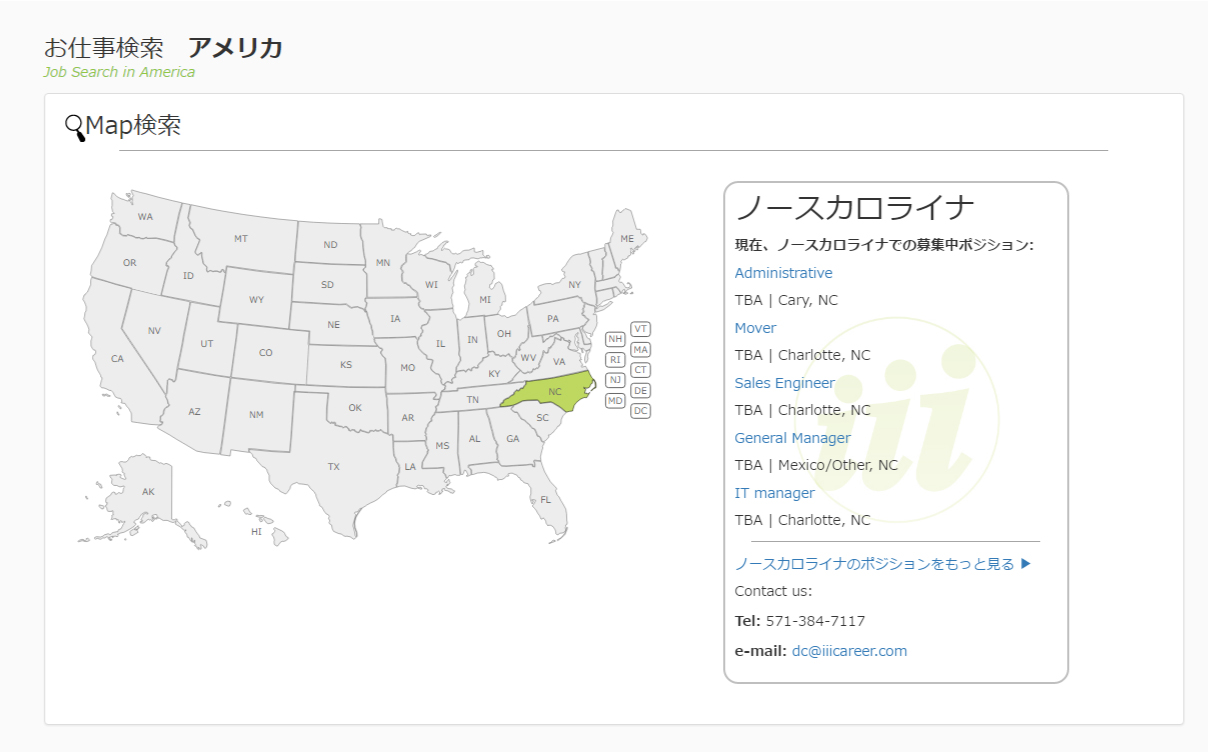 お仕事検索　アメリカ
Job Search in America
Map検索
WA
MT
ND
MN
ME
OR
ID
SD
WI
NY
WY
MI
NE
IA
PA
NV
UT
CO
IL
IN
OH
VT
NH
MA
CA
KS
MO
WV
VA
RI
CT
KY
NJ
DE
AZ
NM
OK
TN
NC
MD
DC
AR
SC
MS
AL
GA
TX
LA
AK
FL
HI
ノースカロライナ
現在、ノースカロライナでの募集中ポジション:
Administrative
TBA | Cary, NC
Mover
TBA | Charlotte, NC
Sales Engineer
TBA | Charlotte, NC
General Manager
TBA | Mexico/Other, NC
IT manager
TBA | Charlotte, NC
iii
ノースカロライナのポジションをもっと見る ▶
Contact us:
Tel: 571-384-7117
e-mail: dc@iiicareer.com